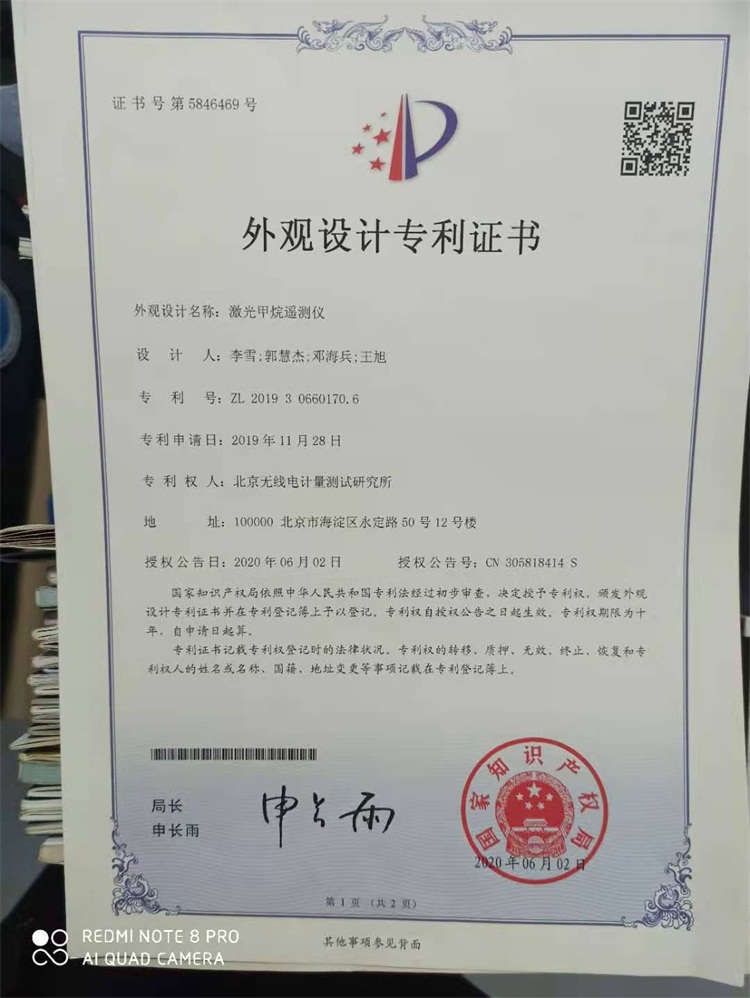 证书号第5846469号
外观设计专利证书
外观设计名称：激光甲烷遥测仪
设计人：李雪;郭慧杰;邓海兵;王旭
专利号：ZL 2019 3 0660170.6
专利申请日：2019年11月28日
专利权人：北京无线电计量测试研究所
地址：100000 北京市海淀区永定路50号12号楼
授权公告日：2020年06月02日 授权公告号：CN 305818414 S
国家知识产权局依照中华人民共和国专利法经过初步审查，决定授予专利权，颁发外观
设计专利证书并在专利登记簿上予以登记。专利权自授权公告之日起生效。专利权期限为十
年，自申请日起算。
专利证书记载专利权登记时的法律状况。专利权的转移、质押、无效、终止、恢复和专
利权人的姓名或名称、国籍、地址变更等事项记载在专利登记簿上。
局长
申长雨
申长雨
国家知识产权局
2020年06月02日
第1页（共2页）
其他事项参见背面
REDMI NOTE 8 PRO
AI QUAD CAMERA